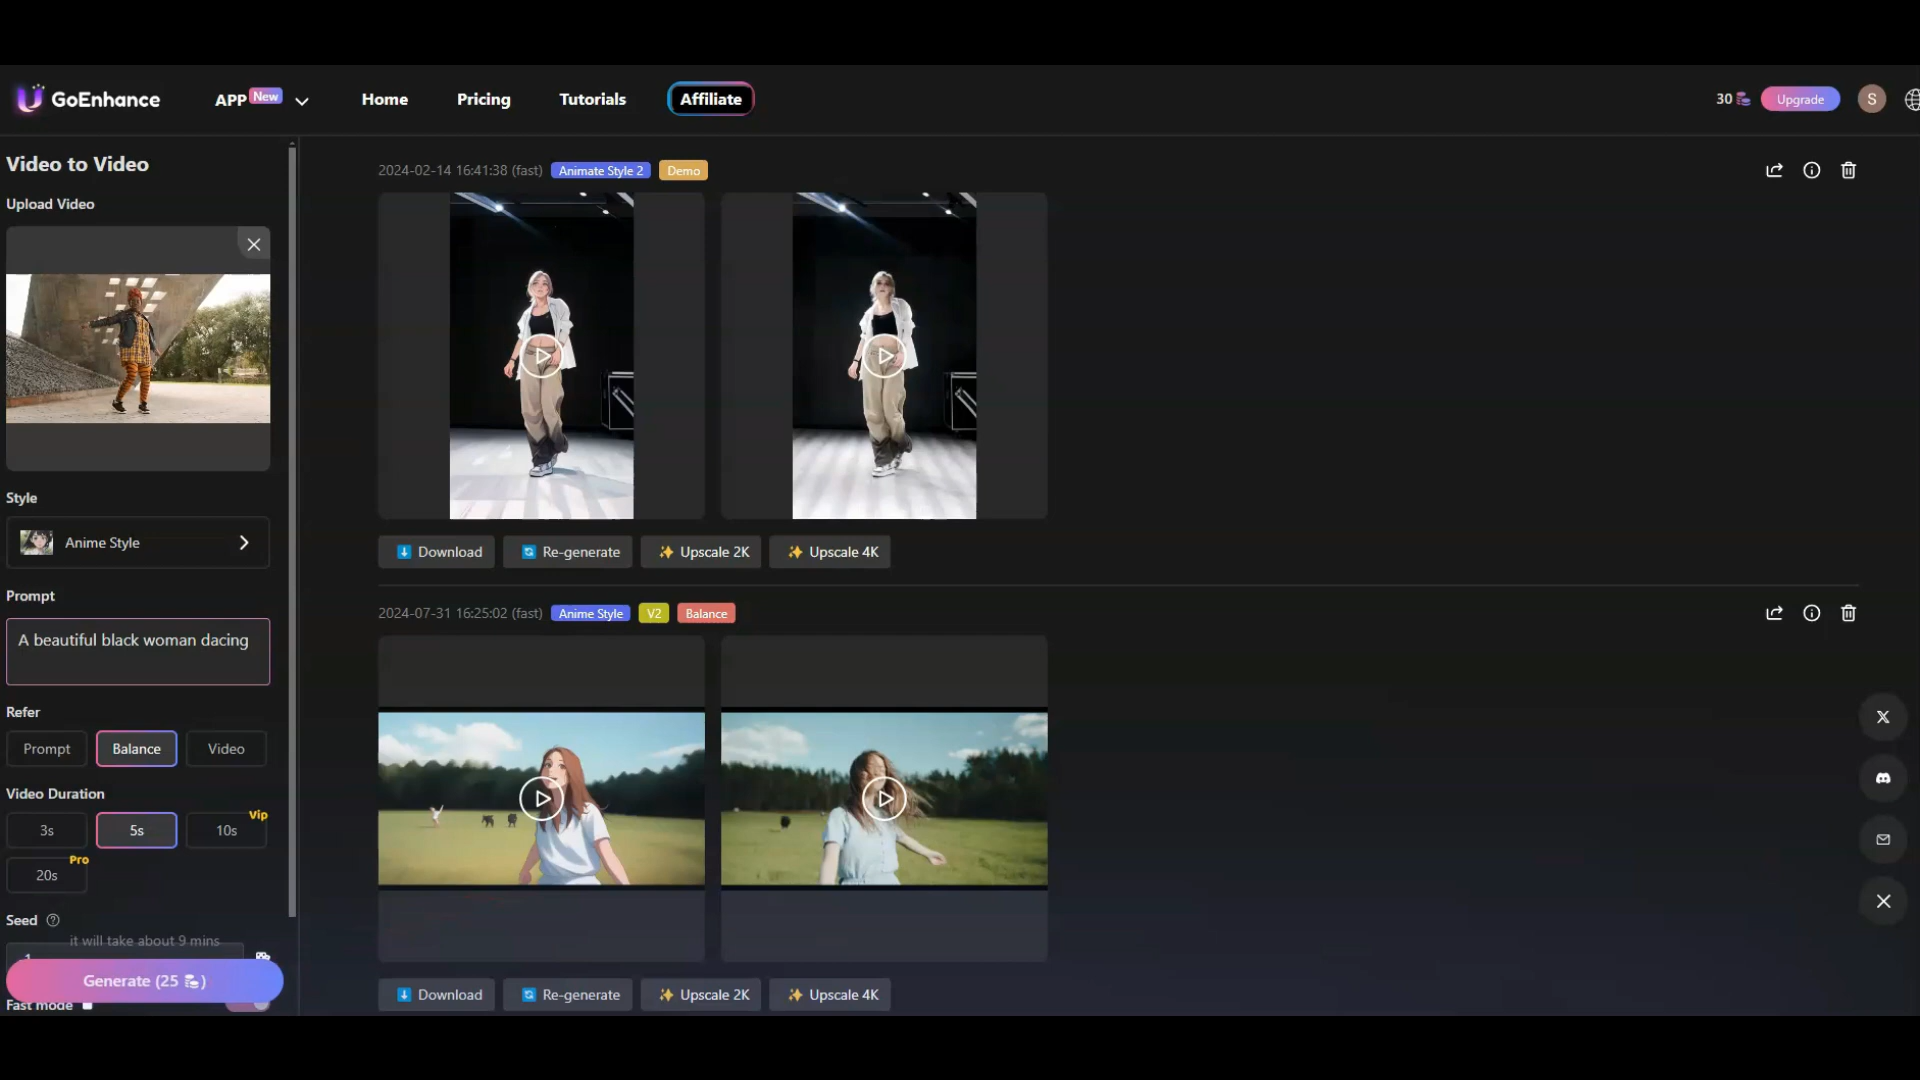 GoEnhance
APP New
Home
Pricing
Tutorials
Affiliate
30
Upgrade
S
Video to Video
Upload Video
Style
Anime Style
Prompt
A beautiful black woman dacing
Refer
Prompt
Balance
Video
Video Duration
3s
5s
10s
Vip
20s
Pro
Seed
it will take about 9 mins
-1
Generate (25 )
Fast mode
2024-02-14 16:41:38 (fast) Animate Style 2 Demo
Download
Re-generate
Upscale 2K
Upscale 4K
2024-07-31 16:25:02 (fast) Anime Style V2 Balance
Download
Re-generate
Upscale 2K
Upscale 4K